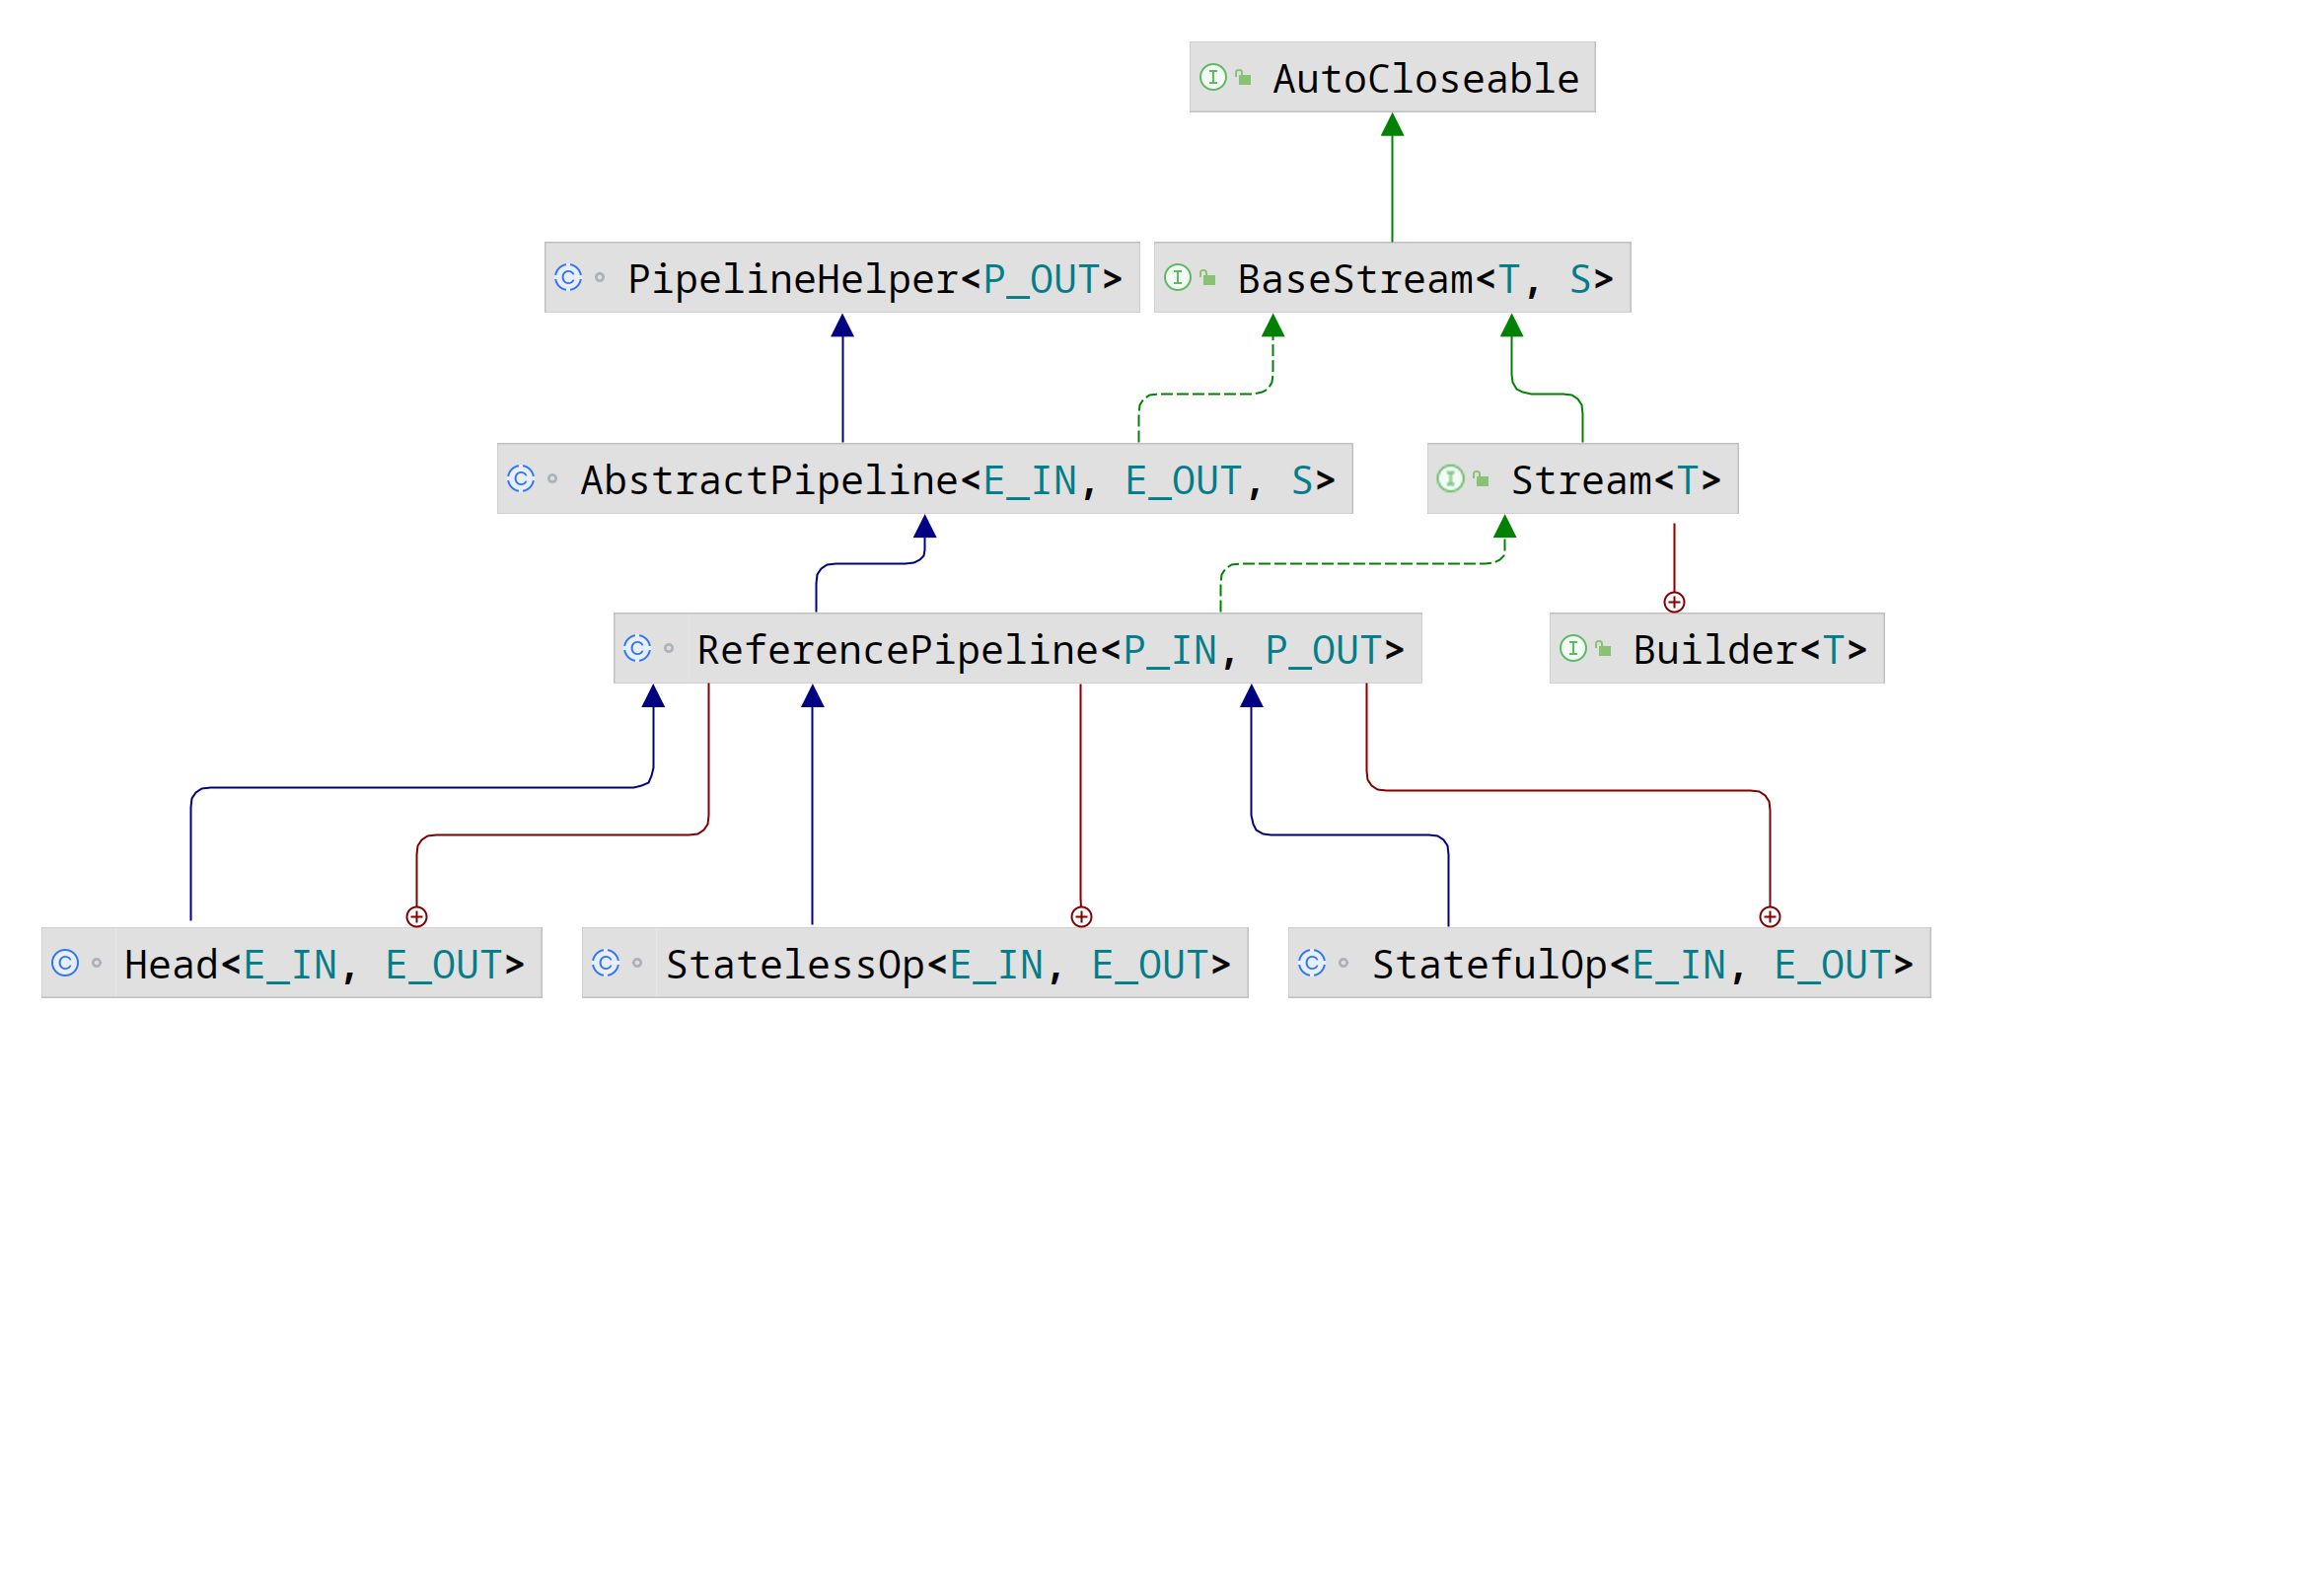 AutoCloseable
PipelineHelper<P_OUT>
BaseStream<T, S>
AbstractPipeline<E_IN, E_OUT, S>
Stream<T>
ReferencePipeline<P_IN, P_OUT>
Builder<T>
Head<E_IN, E_OUT>
StatelessOp<E_IN, E_OUT>
StatefulOp<E_IN, E_OUT>